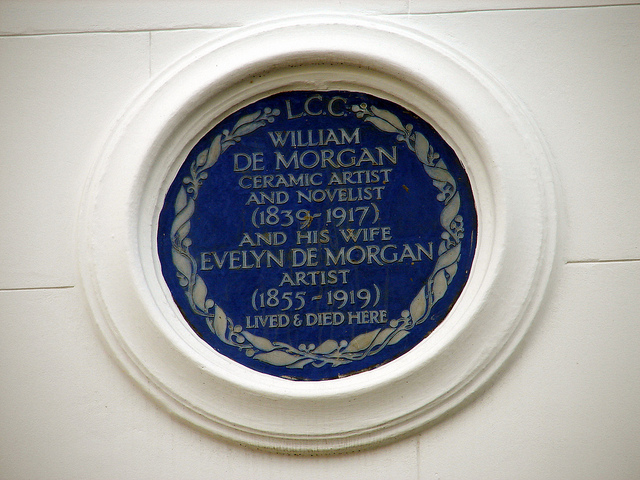 L.C.C.
WILLIAM
DE MORGAN
CERAMIC ARTIST
AND NOVELIST
(1839-1917)
AND HIS WIFE
EVELYN DE MORGAN
ARTIST
(1855-1919)
LIVED & DIED HERE